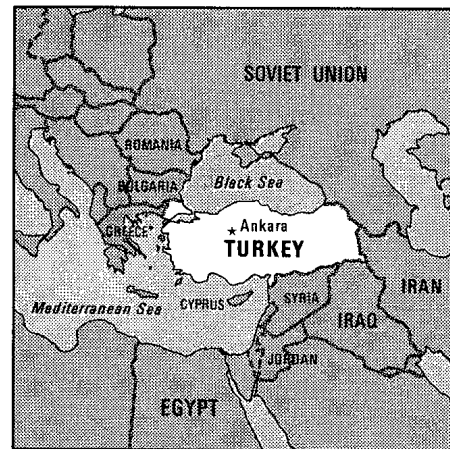 SOVIET UNION
ROMANIA
BULGARIA
Black Sea
GREECE
Ankara
TURKEY
Mediterranean Sea
CYPRUS
SYRIA
IRAN
IRAQ
JORDAN
EGYPT